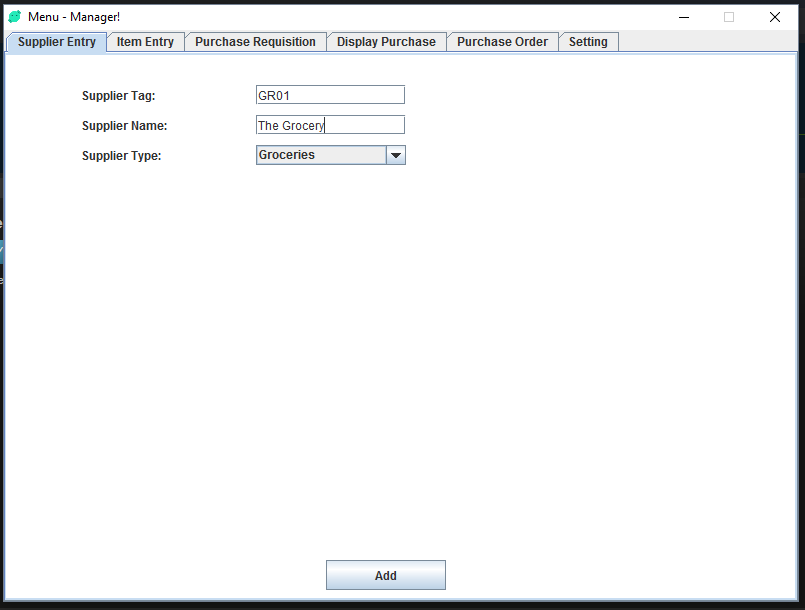 Menu - Manager!
Supplier Entry Item Entry Purchase Requisition Display Purchase Purchase Order Setting
Supplier Tag: GR01
Supplier Name: The Grocery
Supplier Type: Groceries
Add